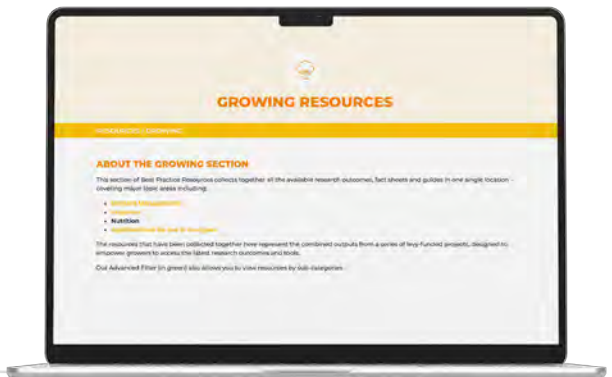 GROWING RESOURCES
RESOURCES / GROWING
ABOUT THE GROWING SECTION
This section of Best Practice Resources collects together all the available research outcomes, fact sheets and guides in one single location
covering major topic areas including:
Nutrition
The resources that have been collected together here represent the combined outputs from a series of levy funded projects, designed to
empower growers to access the latest research outcomes and tools.
Our Advanced Filter (in green) also allows you to view resources by sub-categories